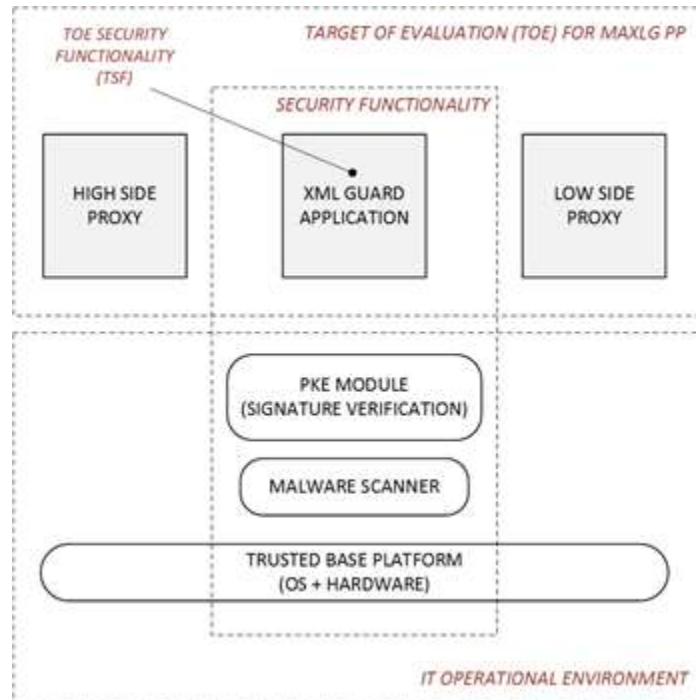 TOE SECURITY
FUNCTIONALITY
(TSF)
TARGET OF EVALUATION (TOE) FOR MAXLG PP
SECURITY FUNCTIONALITY
HIGH SIDE
PROXY
XML GUARD
APPLICATION
LOW SIDE
PROXY
PKE MODULE
(SIGNATURE VERIFICATION)
MALWARE SCANNER
TRUSTED BASE PLATFORM
(OS + HARDWARE)
IT OPERATIONAL ENVIRONMENT